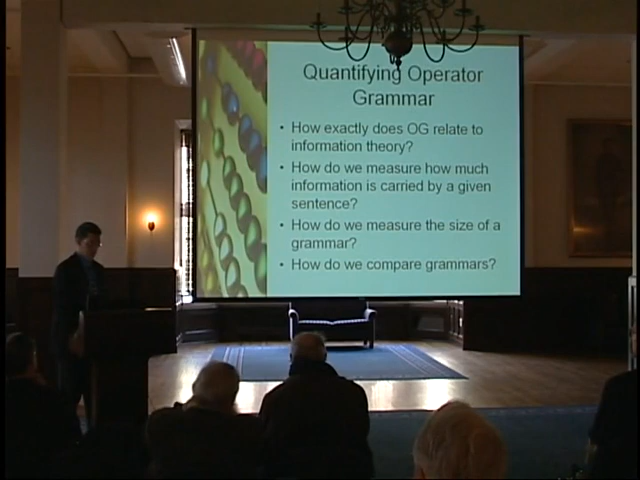 Quantifying Operator
Grammar
• How exactly does OG relate to
information theory?
• How do we measure how much
information is carried by a given
sentence?
• How do we measure the size of a
grammar?
• How do we compare grammars?